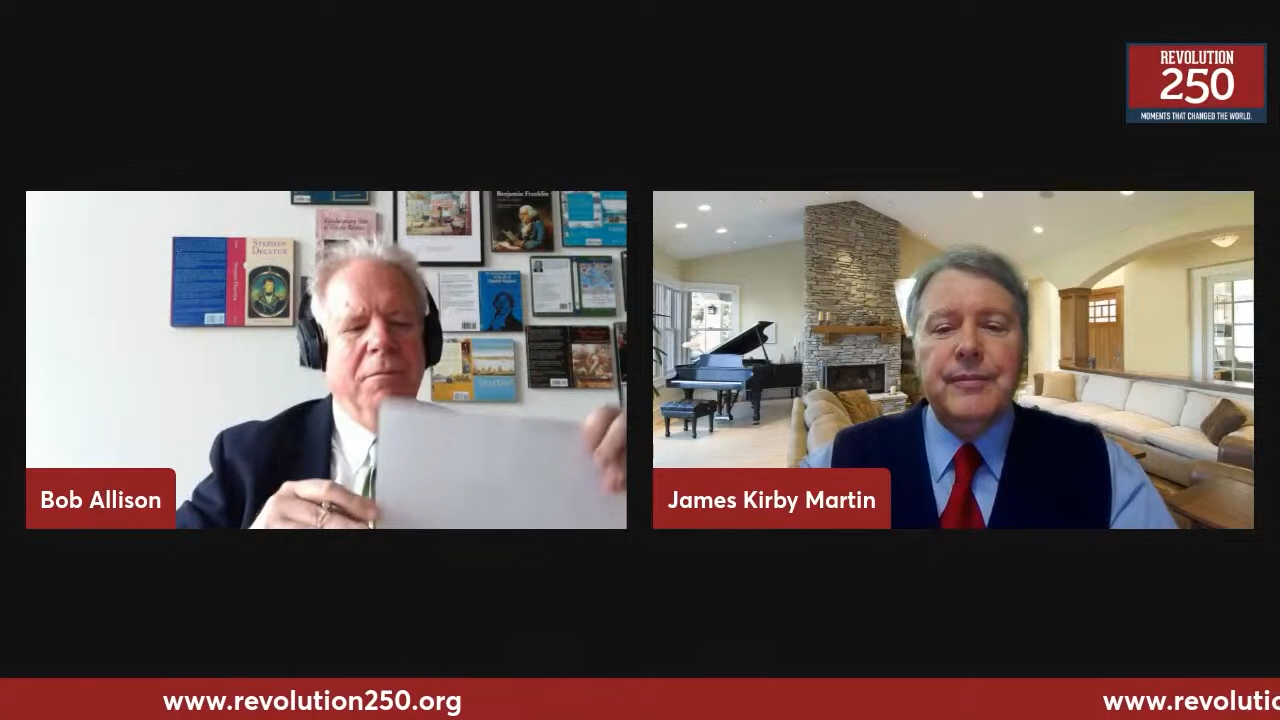 REVOLUTION
250
MOMENTS THAT CHANGED THE WORLD.
Benjamin Franklin
STEPHEN
DECATUR
Bob Allison
James Kirby Martin
www.revolution250.org
www.revolutio